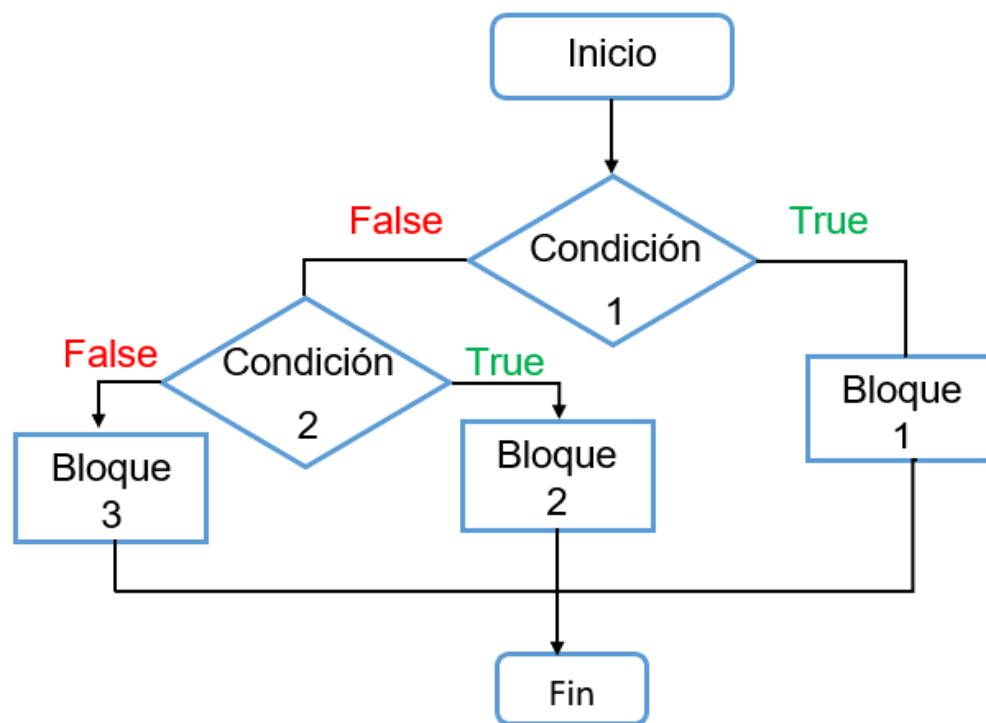 Inicio
False
True
Condición
1
False
Condición
2
True
Bloque
1
Bloque
3
Bloque
2
Fin